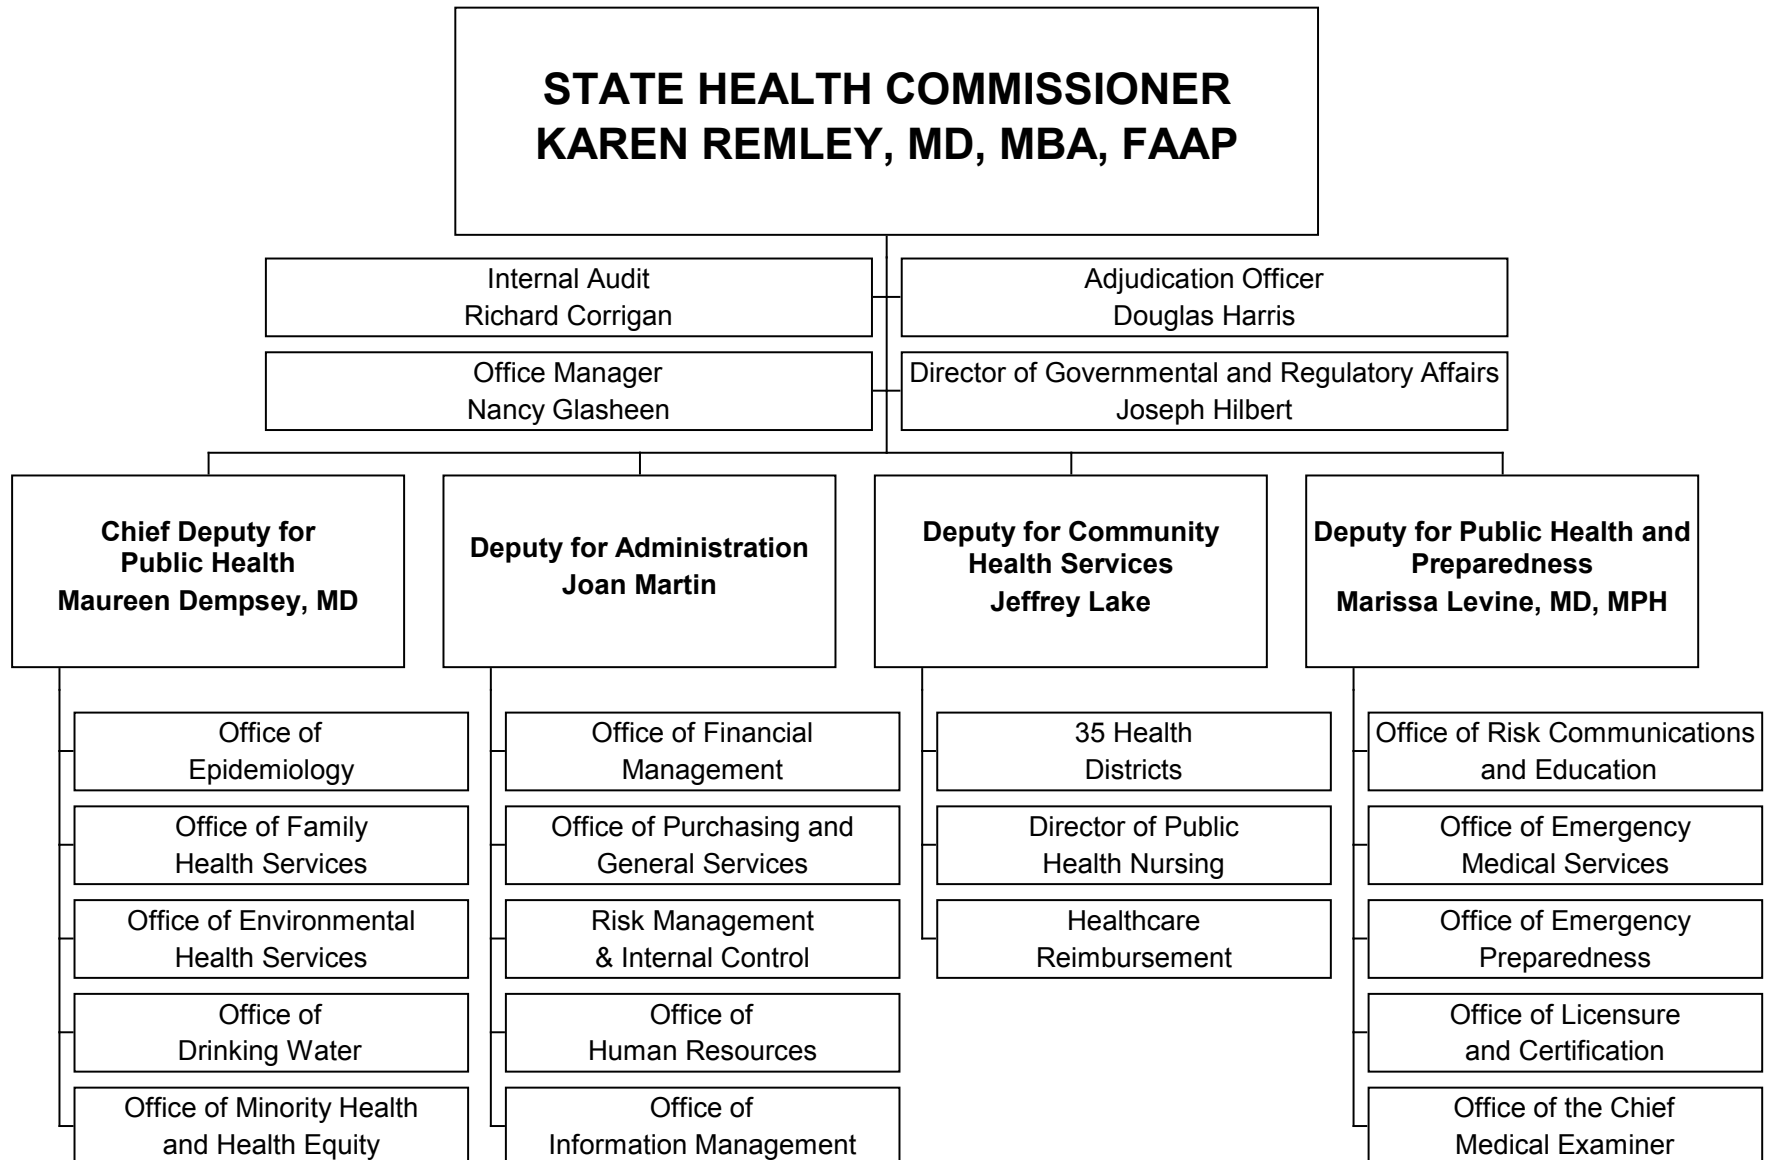 STATE HEALTH COMMISSIONER
KAREN REMLEY, MD, MBA, FAAP
Internal Audit
Richard Corrigan
Adjudication Officer
Douglas Harris
Office Manager
Nancy Glasheen
Director of Governmental and Regulatory Affairs
Joseph Hilbert
Chief Deputy for
Public Health
Maureen Dempsey, MD
Deputy for Administration
Joan Martin
Deputy for Community
Health Services
Jeffrey Lake
Deputy for Public Health and
Preparedness
Marissa Levine, MD, MPH
Office of
Epidemiology
Office of Family
Health Services
Office of Environmental
Health Services
Office of
Drinking Water
Office of Minority Health
and Health Equity
Office of Financial
Management
Office of Purchasing and
General Services
Risk Management
& Internal Control
Office of
Human Resources
Office of
Information Management
35 Health
Districts
Director of Public
Health Nursing
Healthcare
Reimbursement
Office of Risk Communications
and Education
Office of Emergency
Medical Services
Office of Emergency
Preparedness
Office of Licensure
and Certification
Office of the Chief
Medical Examiner